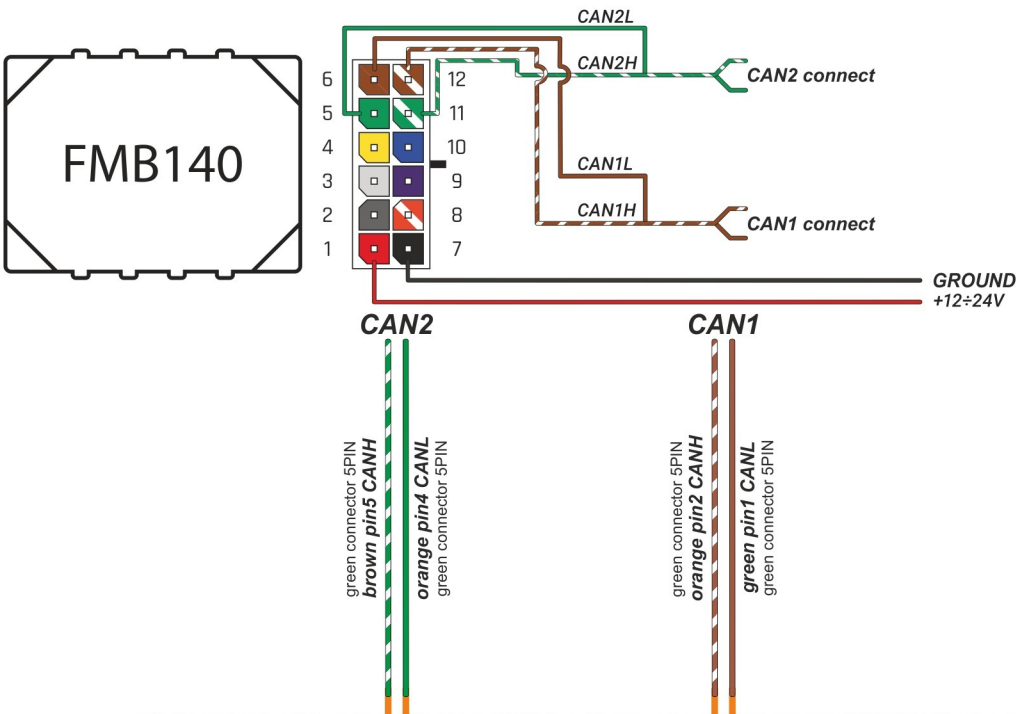 CAN2L
CAN2H
CAN2 connect
6
12
5
11
FMB140
4
10
3
9
CAN1L
2
8
CAN1H
CAN1 connect
1
7
GROUND
+12÷24V
CAN2
CAN1
green connector 5PIN
brown pin5 CANH
orange pin4 CANL
green connector 5PIN
green connector 5PIN
orange pin2 CANH
green pin1 CANL
green connector 5PIN